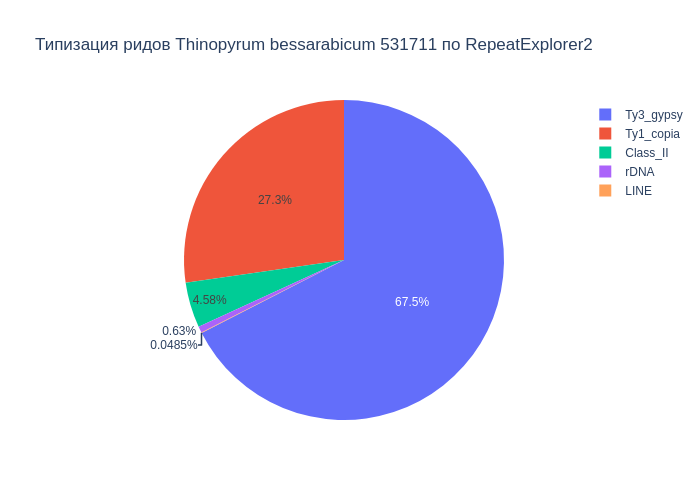 Типизация ридов Thinopyrum bessarabicum 531711 по RepeatExplorer2
Ty3_gypsy
Ty1_copia
Class_II
rDNA
LINE
27.3%
67.5%
4.58%
0.63%
0.0485%